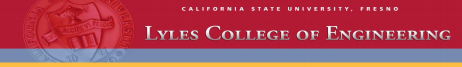 CALIFORNIA STATE UNIVERSITY, FRESNO
LYLES COLLEGE OF ENGINEERING